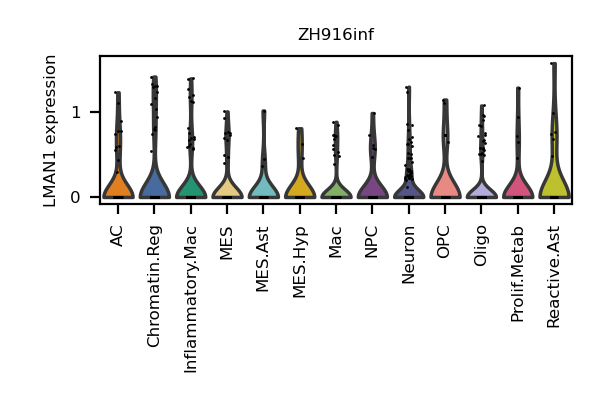 ZH916inf
LMAN1 expression
1
0
AC
Chromatin.Reg
Inflammatory.Mac
MES
MES.Ast
MES.Hyp
Mac
NPC
Neuron
OPC
Oligo
Prolif.Metab
Reactive.Ast